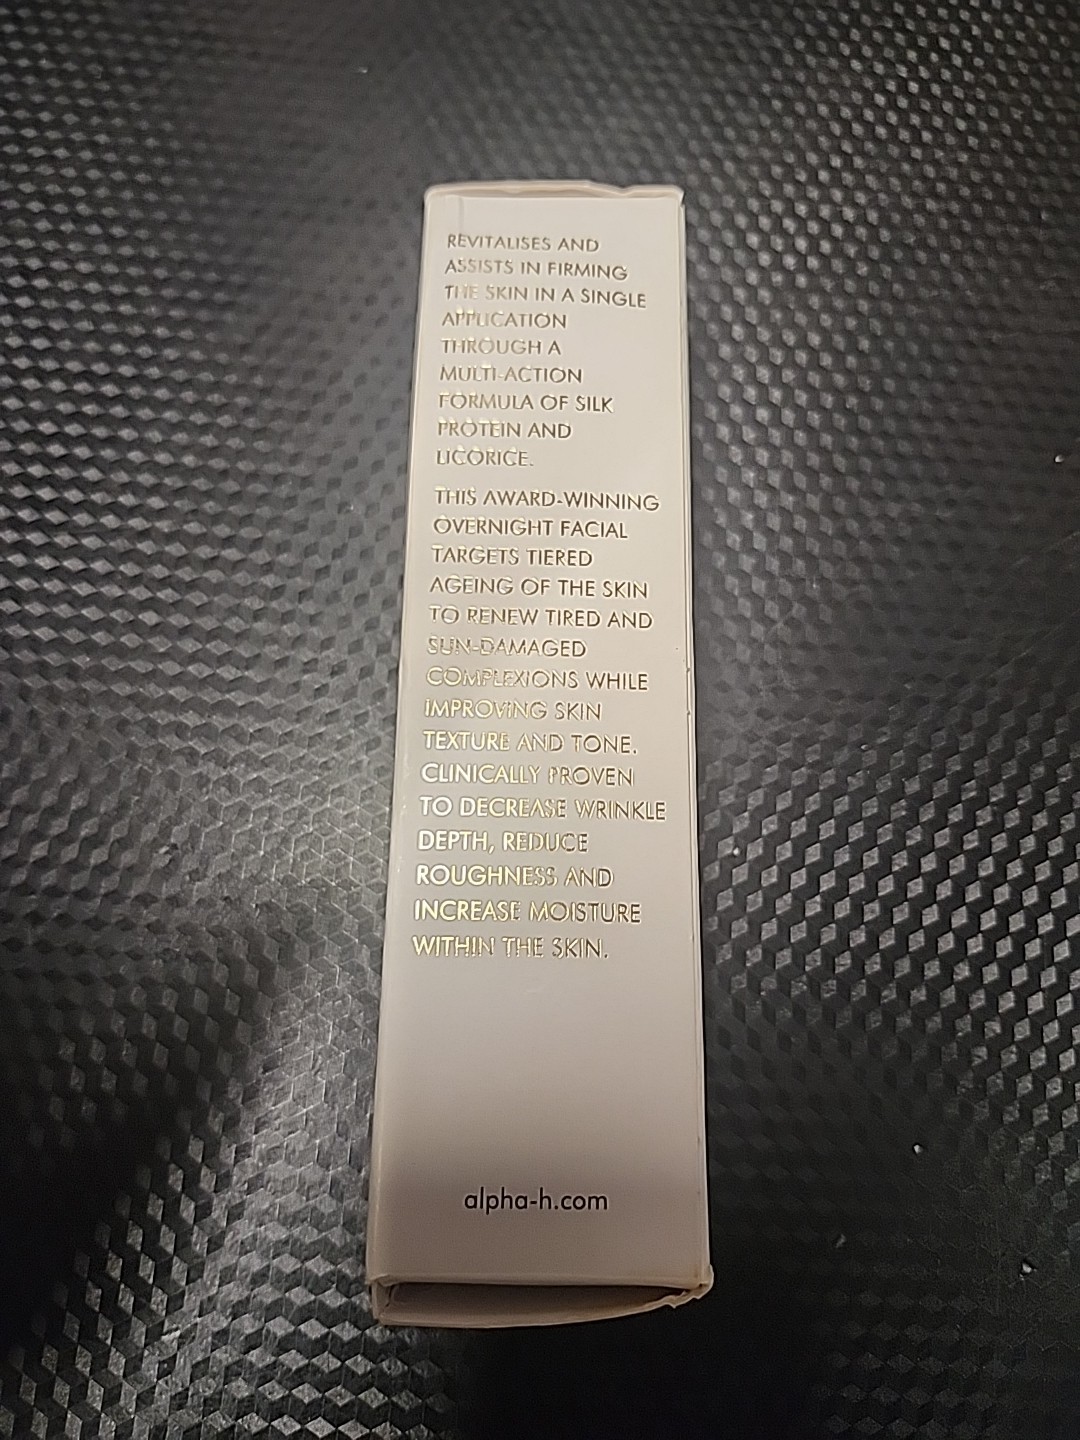 REVITALISES AND
ASSISTS IN FIRMING
THE SKIN IN A SINGLE
APPLICATION
THROUGH A
MULTI-ACTION
FORMULA OF SILK
PROTEIN AND
LICORICE.
THIS AWARD-WINNING
OVERNIGHT FACIAL
TARGETS TIERED
AGEING OF THE SKIN
TO RENEW TIRED AND
SUN-DAMAGED
COMPLEXIONS WHILE
IMPROVING SKIN
TEXTURE AND TONE.
CLINICALLY PROVEN
TO DECREASE WRINKLE
DEPTH, REDUCE
ROUGHNESS AND
INCREASE MOISTURE
WITHIN THE SKIN.
alpha-h.com